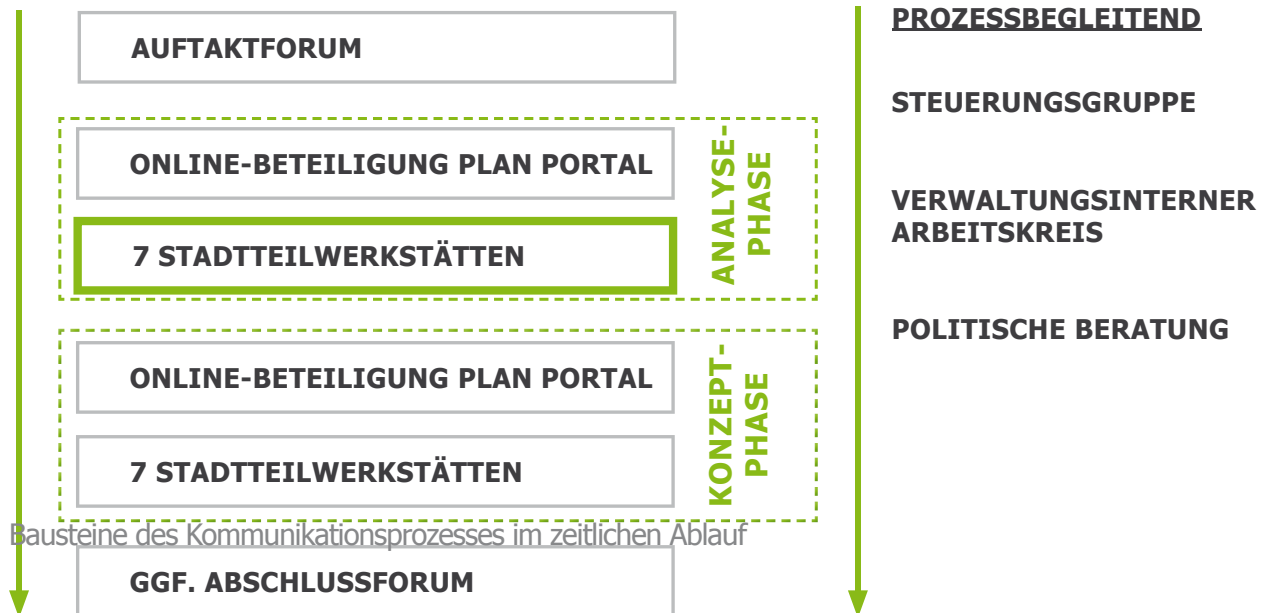 AUFTAKTFORUM
ONLINE-BETEILIGUNG PLAN PORTAL
7 STADTTEILWERKSTÄTTEN
ANALYSE-
PHASE
ONLINE-BETEILIGUNG PLAN PORTAL
7 STADTTEILWERKSTÄTTEN
KONZEPT-
PHASE
Bausteine des Kommunikationsprozesses im zeitlichen Ablauf
GGF. ABSCHLUSSFORUM
PROZESSBEGLEITEND
STEUERUNGSGRUPPE
VERWALTUNGSINTERNER
ARBEITSKREIS
POLITISCHE BERATUNG